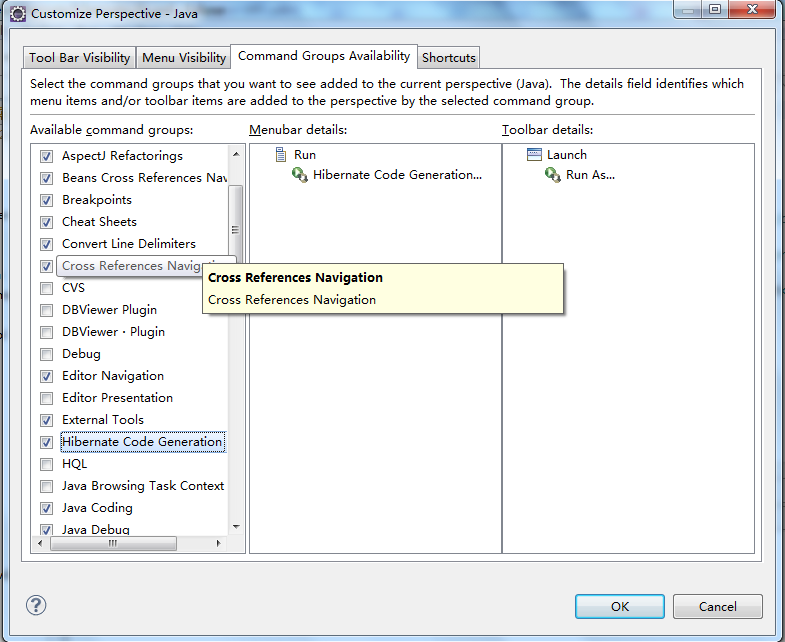 Customize Perspective - Java
Tool Bar Visibility
Menu Visibility
Command Groups Availability
Shortcuts
Select the command groups that you want to see added to the current perspective (Java).  The details field identifies which
menu items and/or toolbar items are added to the perspective by the selected command group.
Available command groups:
AspectJ Refactorings
Beans Cross References Nav
Breakpoints
Cheat Sheets
Convert Line Delimiters
Cross References Navigation
CVS
DBViewer Plugin
DBViewer・Plugin
Debug
Editor Navigation
Editor Presentation
External Tools
Hibernate Code Generation
HQL
Java Browsing Task Context
Java Coding
Java Debug
Menubar details:
Run
Hibernate Code Generation...
Toolbar details:
Launch
Run As...
Cross References Navigation
Cross References Navigation
?
OK
Cancel